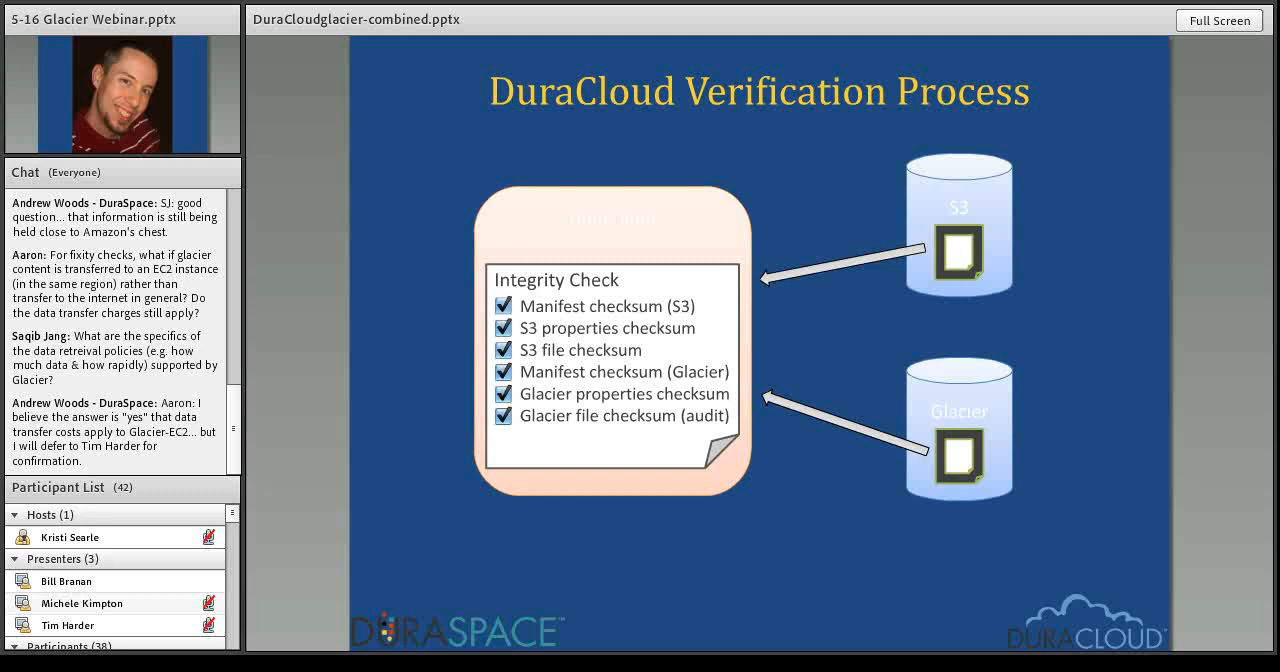 5-16 Glacier Webinar.pptx
Chat (Everyone)
Andrew Woods - DuraSpace: SJ: good
question... that information is still being
held close to Amazon's chest.
Aaron: For fixity checks, what if glacier
content is transferred to an EC2 instance
(in the same region) rather than
transfer to the internet in general? Do
the data transfer charges still apply?
Saqib Jang: What are the specifics of
the data retreival policies (e.g. how
much data & how rapidly) supported by
Glacier?
Andrew Woods - DuraSpace: Aaron: I
believe the answer is "yes" that data
transfer costs apply to Glacier-EC2... but
I will defer to Tim Harder for
confirmation.
Participant List (42)
Hosts (1)
Kristi Searle
Presenters (3)
Bill Branan
Michele Kimpton
Tim Harder
Participants (38)
DuraCloudglacier-combined.pptx
Full Screen
DuraCloud Verification Process
DuraCloud
Integrity Check
Manifest checksum (S3)
S3 properties checksum
S3 file checksum
Manifest checksum (Glacier)
Glacier properties checksum
Glacier file checksum (audit)
S3
Glacier
DURASPACE™
DURACLOUD™